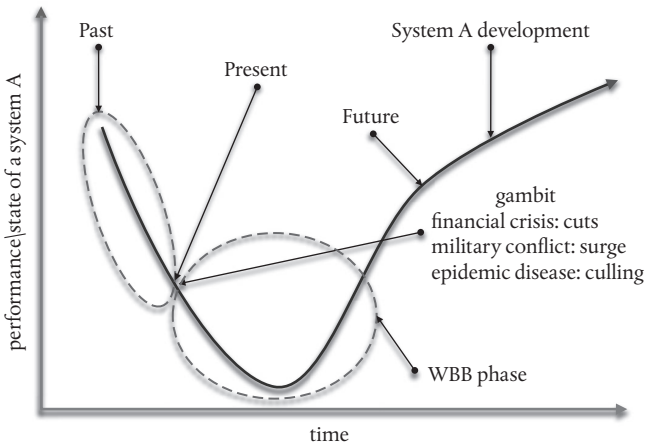 Past
System A development
Present
Future
gambit
financial crisis: cuts
military conflict: surge
epidemic disease: culling
WBB phase
performance\state of a system A
time